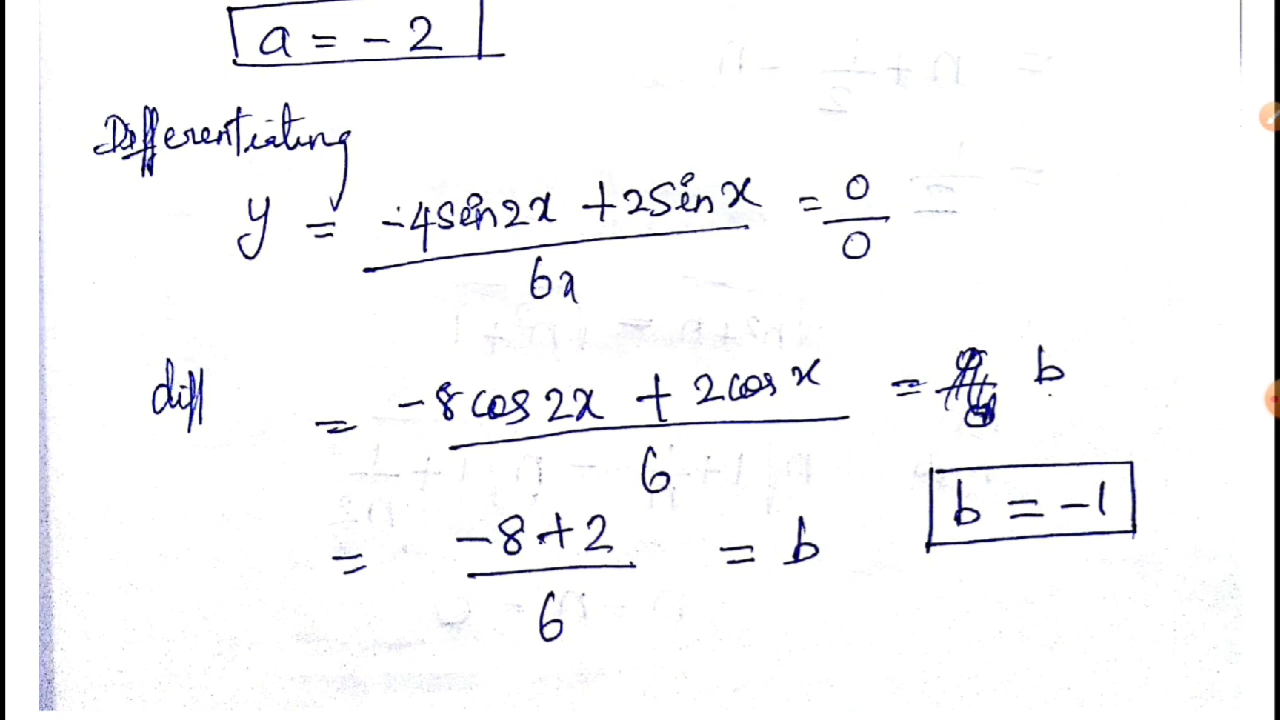 a = - 2
Differentiating
y = (-4sin2x + 2sinx)/(6x) = 0/0
diff = (-8cos2x + 2cosx)/6 = b
= (-8+2)/6 = b
b = -1